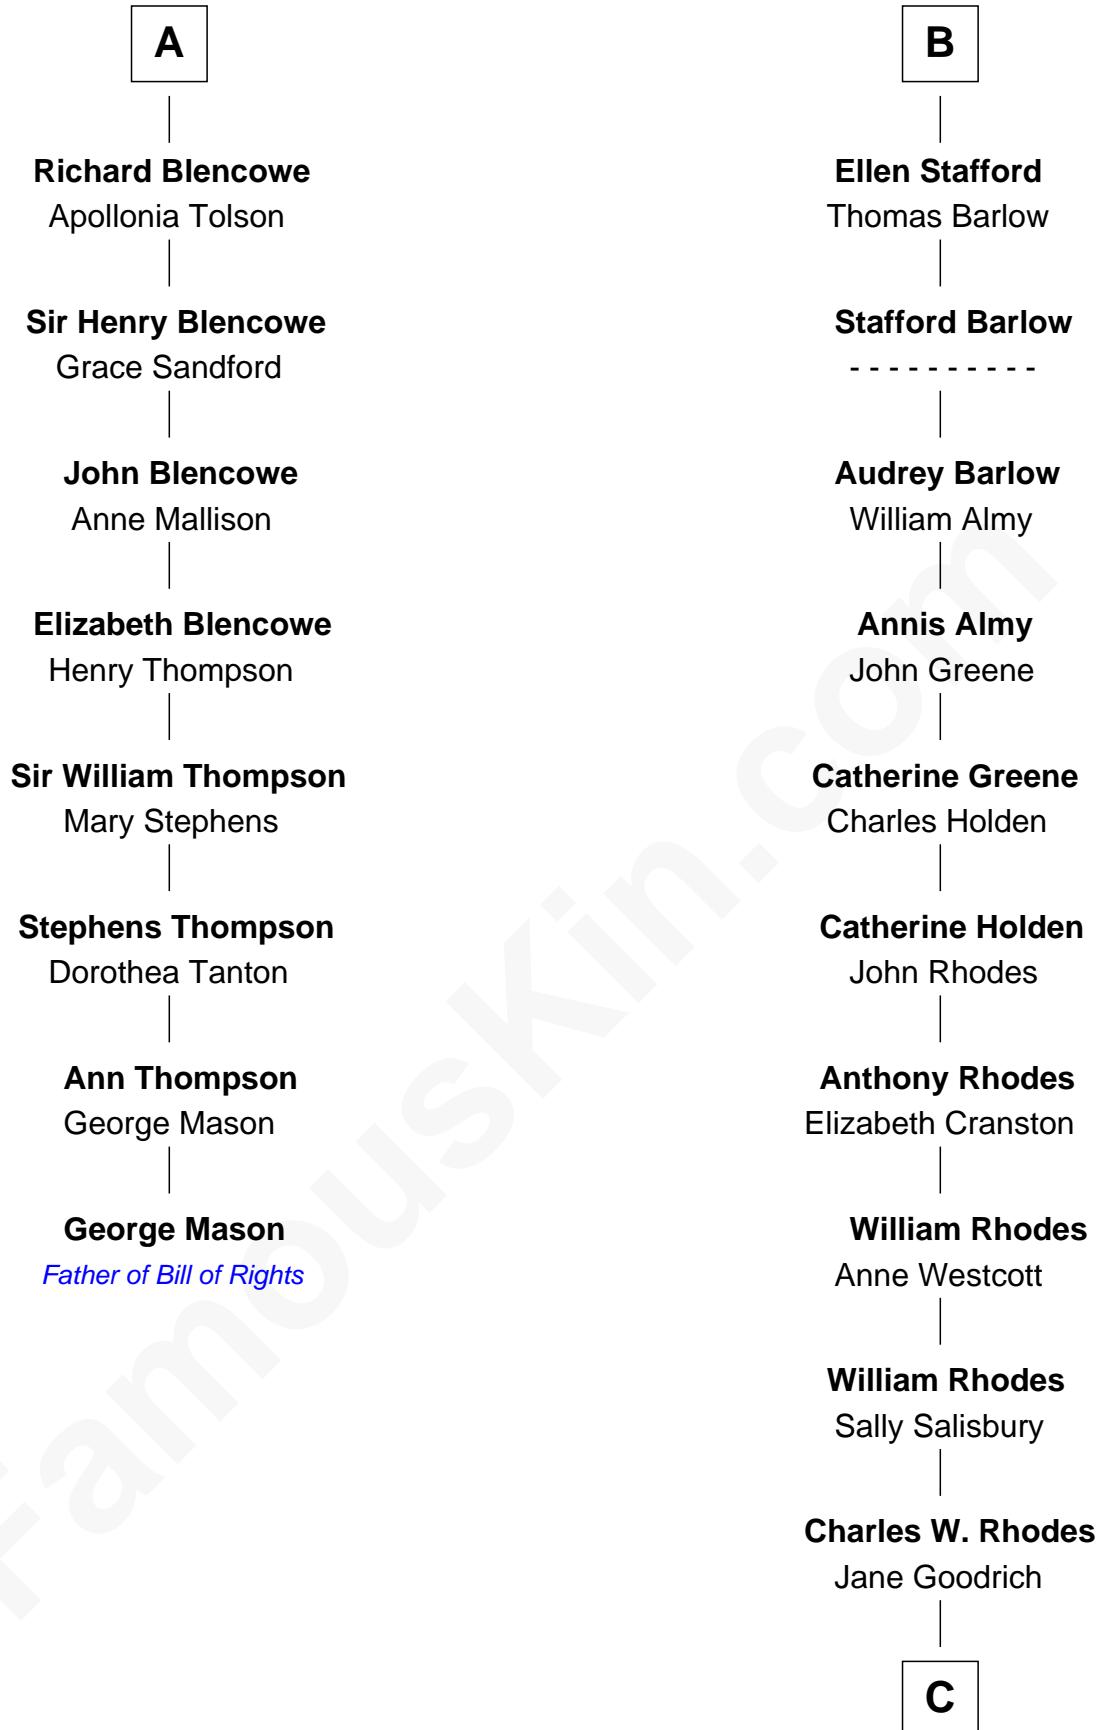 A
Richard Blencowe
Apollonia Tolson
Sir Henry Blencowe
Grace Sandford
John Blencowe
Anne Mallison
Elizabeth Blencowe
Henry Thompson
Sir William Thompson
Mary Stephens
Stephens Thompson
Dorothea Tanton
Ann Thompson
George Mason
George Mason
Father of Bill of Rights
B
Ellen Stafford
Thomas Barlow
Stafford Barlow
- - - - - - - - - -
Audrey Barlow
William Almy
Annis Almy
John Greene
Catherine Greene
Charles Holden
Catherine Holden
John Rhodes
Anthony Rhodes
Elizabeth Cranston
William Rhodes
Anne Westcott
William Rhodes
Sally Salisbury
Charles W. Rhodes
Jane Goodrich
C
FamousKin.com